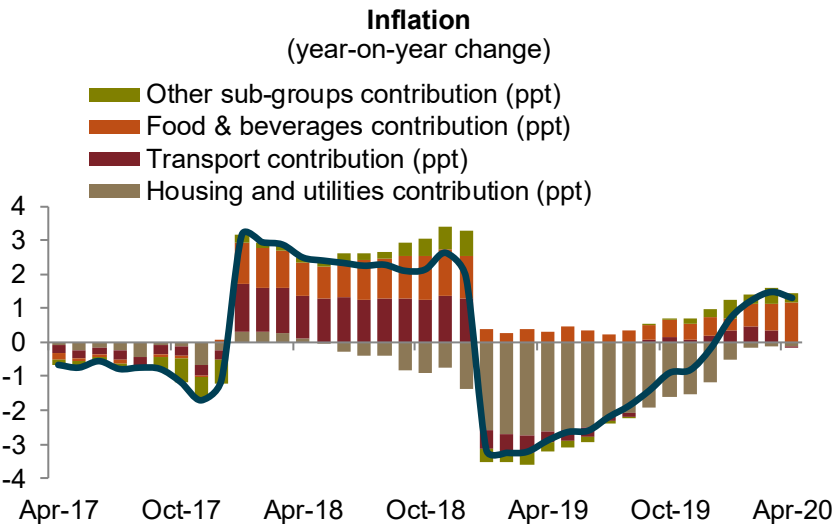 Inflation
(year-on-year change)
Other sub-groups contribution (ppt)
Food & beverages contribution (ppt)
Transport contribution (ppt)
Housing and utilities contribution (ppt)
4
3
2
1
0
-1
-2
-3
-4
Apr-17 Oct-17 Apr-18 Oct-18 Apr-19 Oct-19 Apr-20